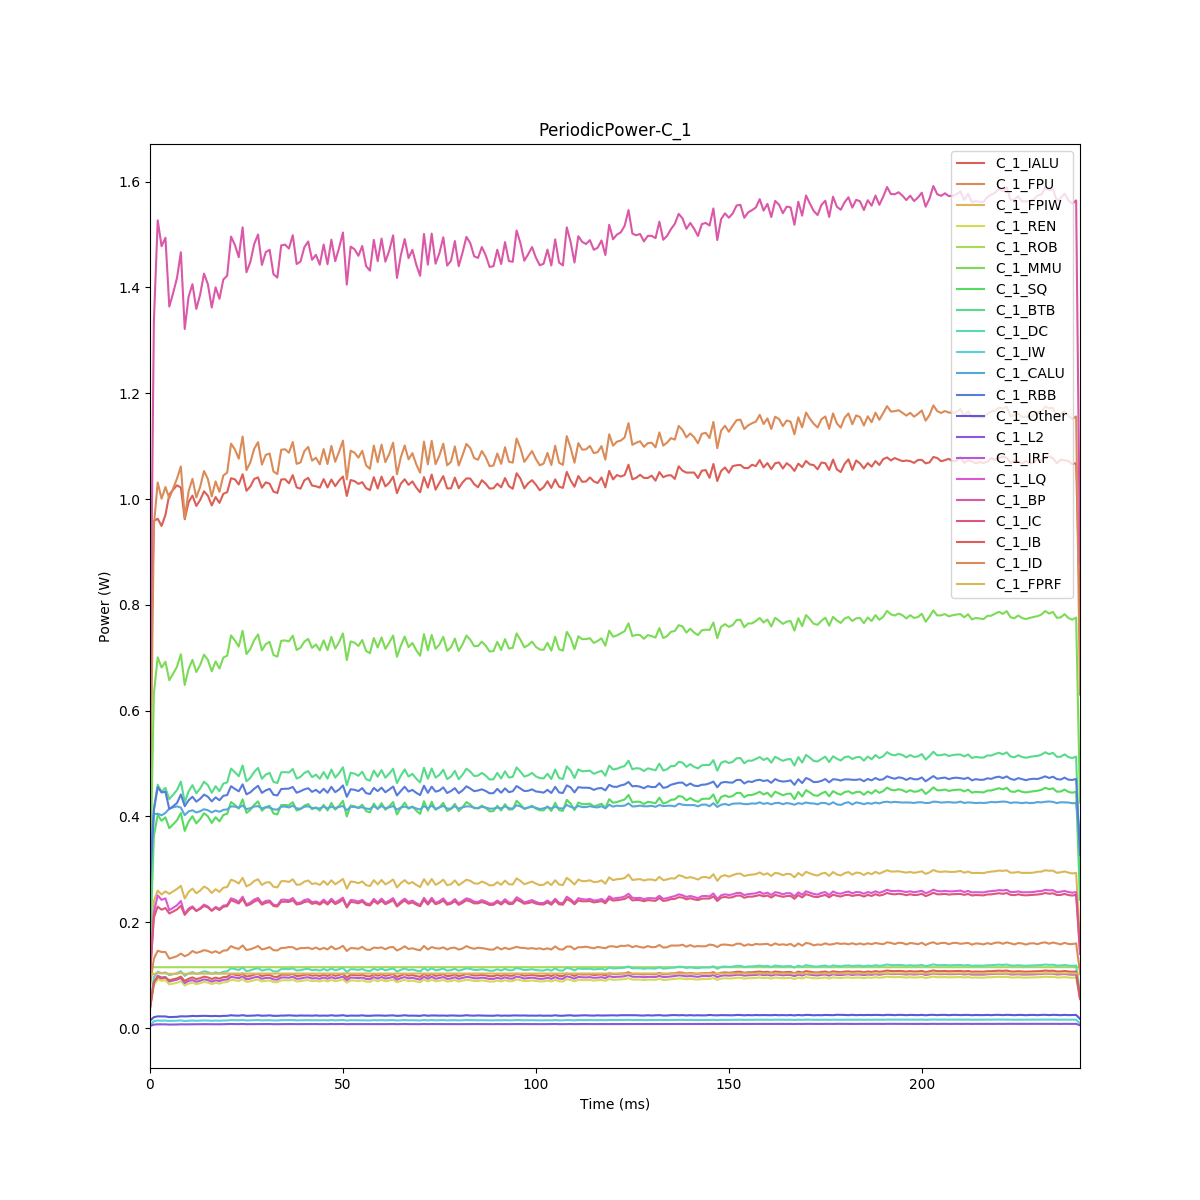 PeriodicPower-C_1
1.6
1.4
1.2
1.0
0.8
0.6
0.4
0.2
0.0
Power (W)
0
50
100
150
200
Time (ms)
C_1_IALU
C_1_FPU
C_1_FPIW
C_1_REN
C_1_ROB
C_1_MMU
C_1_SQ
C_1_BTB
C_1_DC
C_1_IW
C_1_CALU
C_1_RBB
C_1_Other
C_1_L2
C_1_IRF
C_1_LQ
C_1_BP
C_1_IC
C_1_IB
C_1_ID
C_1_FPRF